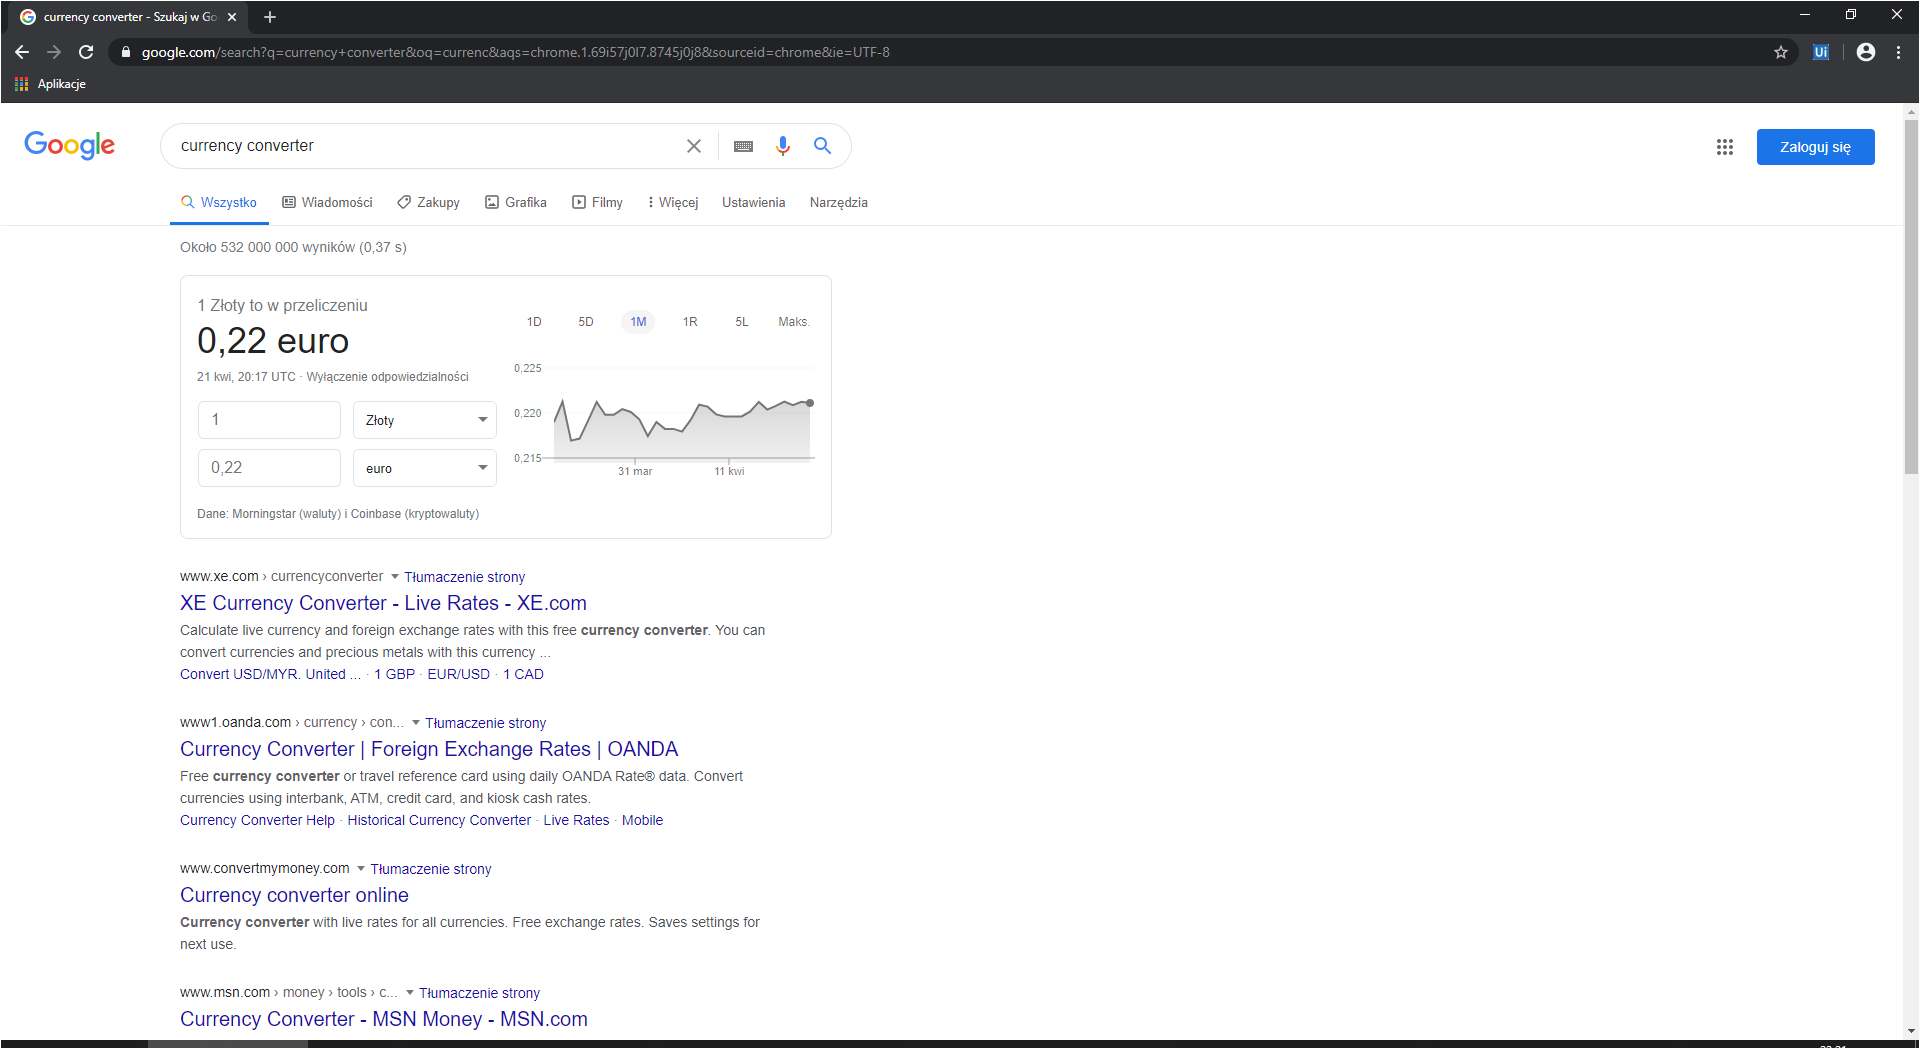 currency converter - Szukaj w Go
google.com/search?q=currency+converter&oq=currenc&aqs=chrome.1.69i57j0l7.8745j0j8&sourceid=chrome&ie=UTF-8
Ui
Aplikacje
Google
currency converter
Zaloguj się
Wszystko Wiadomości Zakupy Grafika Filmy Więcej Ustawienia Narzędzia
Około 532 000 000 wyników (0,37 s)
1 Złoty to w przeliczeniu
0,22 euro
21 kwi, 20:17 UTC · Wyłączenie odpowiedzialności
1 Złoty
0,22 euro
1D 5D 1M 1R 5L Maks.
0,225
0,220
0,215
31 mar 11 kwi
Dane: Morningstar (waluty) i Coinbase (kryptowaluty)
www.xe.com › currencyconverter Tłumaczenie strony
XE Currency Converter - Live Rates - XE.com
Calculate live currency and foreign exchange rates with this free currency converter. You can
convert currencies and precious metals with this currency ...
Convert USD/MYR. United ... · 1 GBP · EUR/USD · 1 CAD
www1.oanda.com › currency › con... Tłumaczenie strony
Currency Converter | Foreign Exchange Rates | OANDA
Free currency converter or travel reference card using daily OANDA Rate® data. Convert
currencies using interbank, ATM, credit card, and kiosk cash rates.
Currency Converter Help · Historical Currency Converter · Live Rates · Mobile
www.convertmymoney.com Tłumaczenie strony
Currency converter online
Currency converter with live rates for all currencies. Free exchange rates. Saves settings for
next use.
www.msn.com › money › tools › c... Tłumaczenie strony
Currency Converter - MSN Money - MSN.com